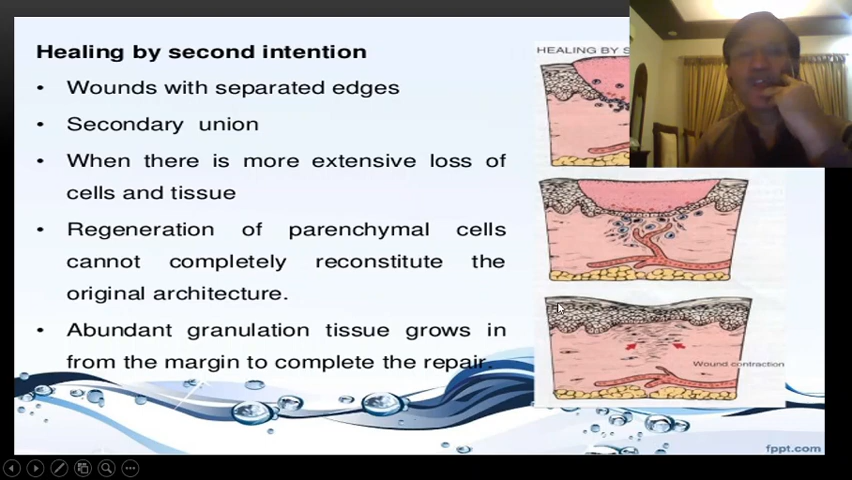 Healing by second intention
• Wounds with separated edges
• Secondary union
• When there is more extensive loss of
cells and tissue
• Regeneration of parenchymal cells
cannot completely reconstitute the
original architecture.
• Abundant granulation tissue grows in
from the margin to complete the repair.
HEALING BY S
Wound contraction
fppt.com